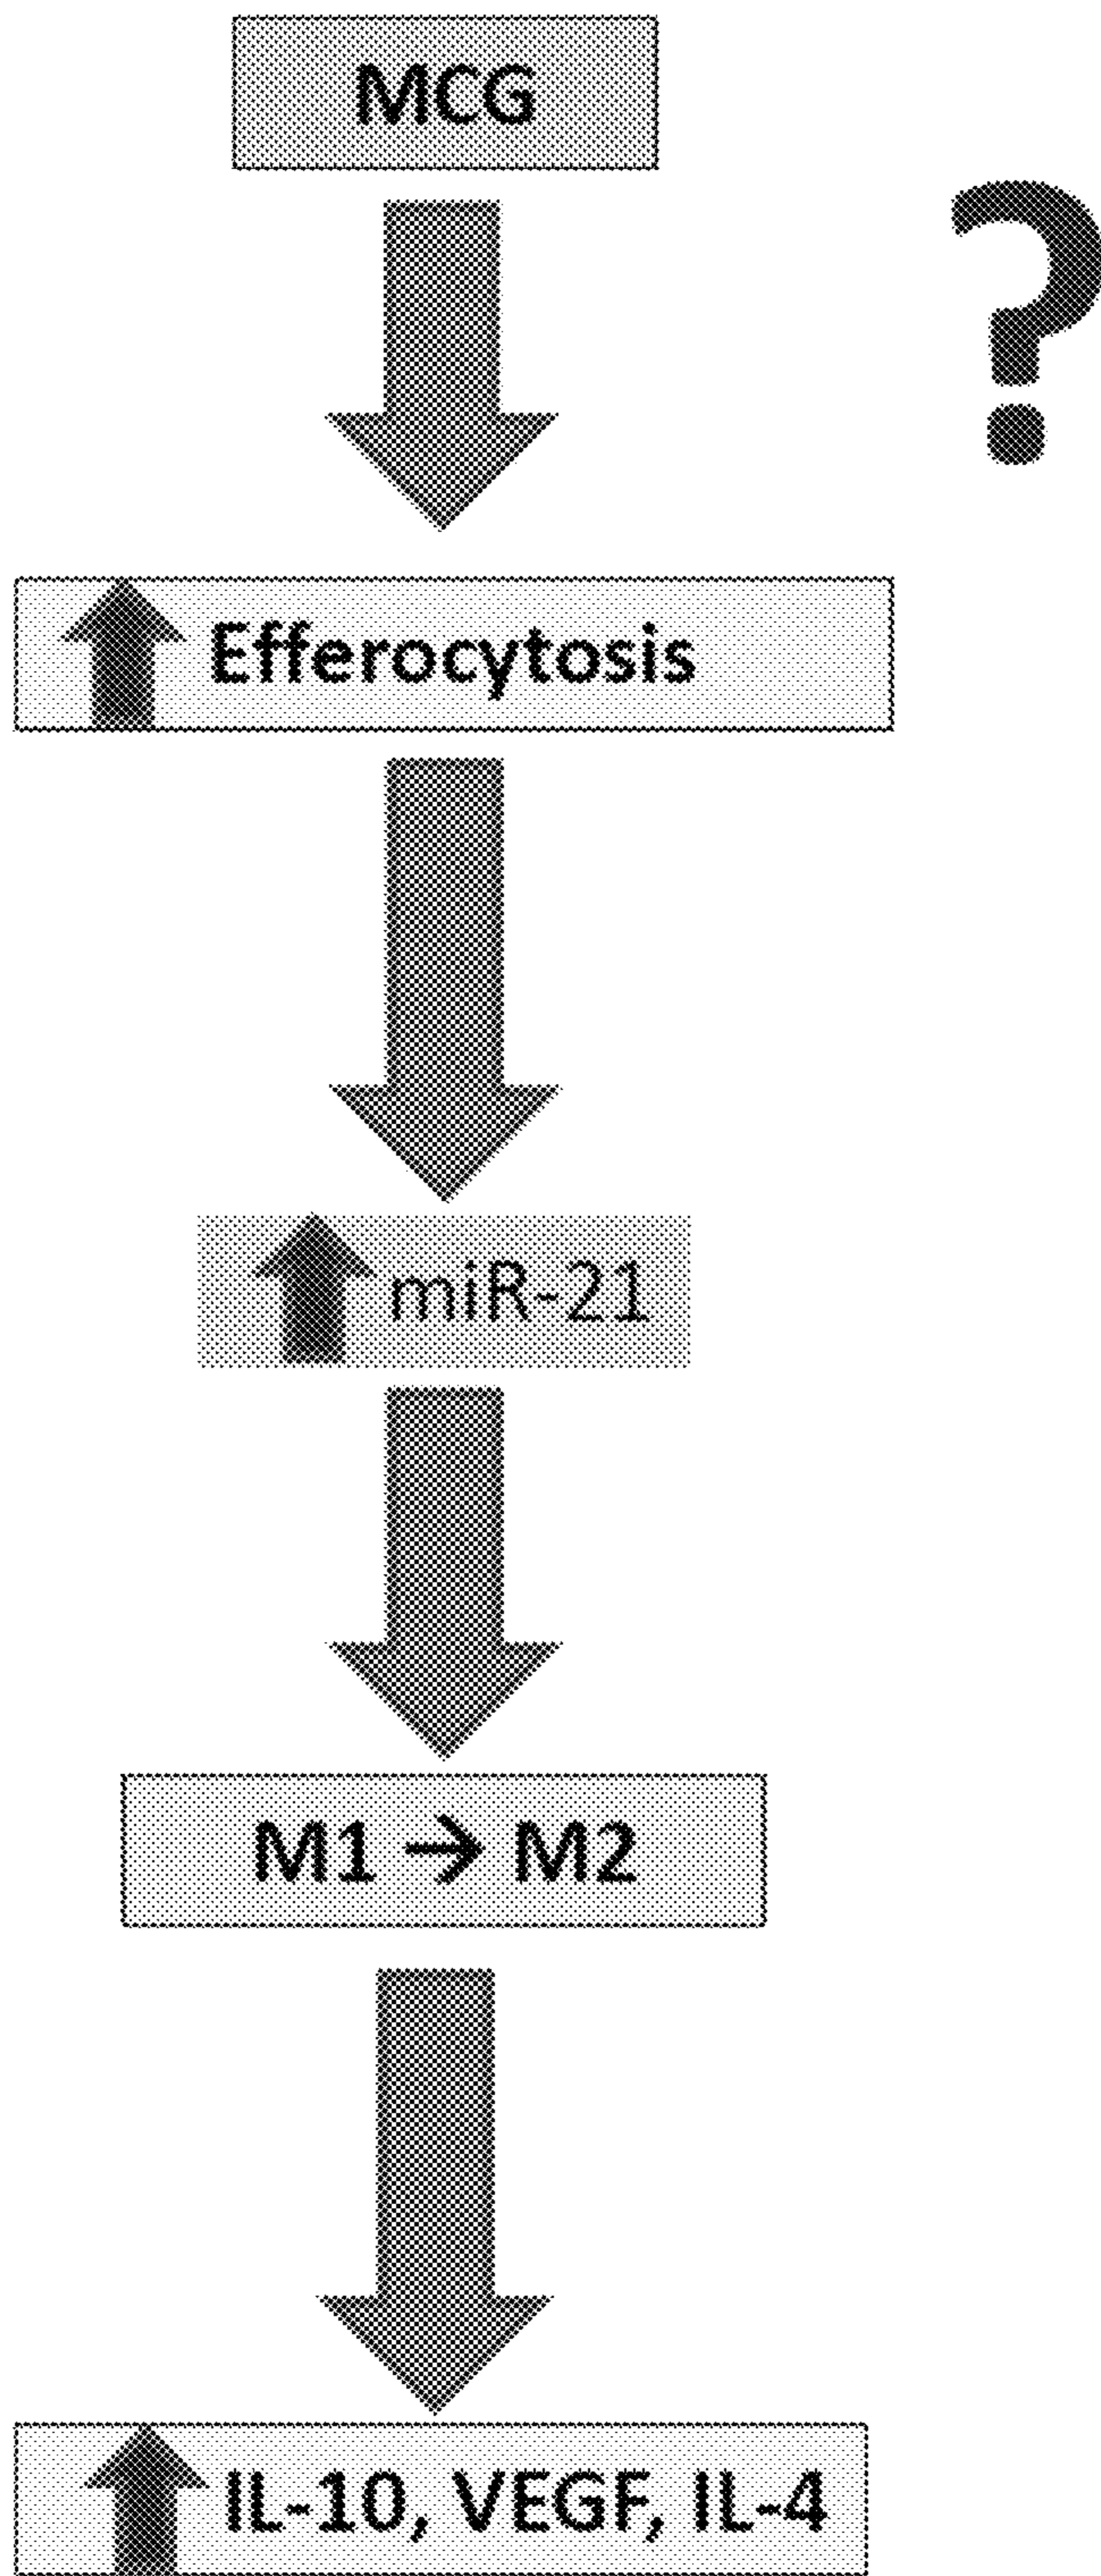 MCG
?
Efferocytosis
miR-21
M1 → M2
IL-10, VEGF, IL-4